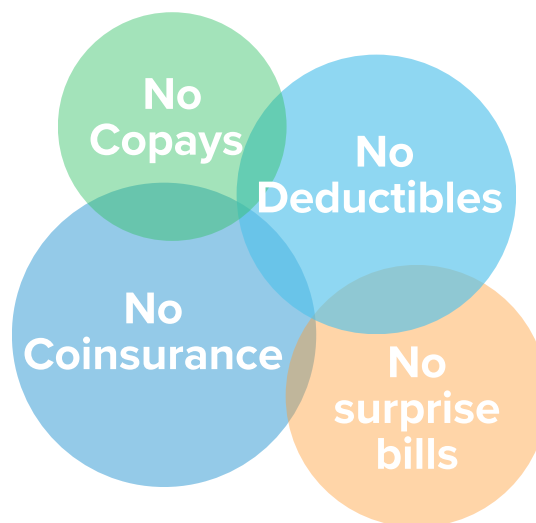 No
Copays
No
Deductibles
No
Coinsurance
No
surprise
bills